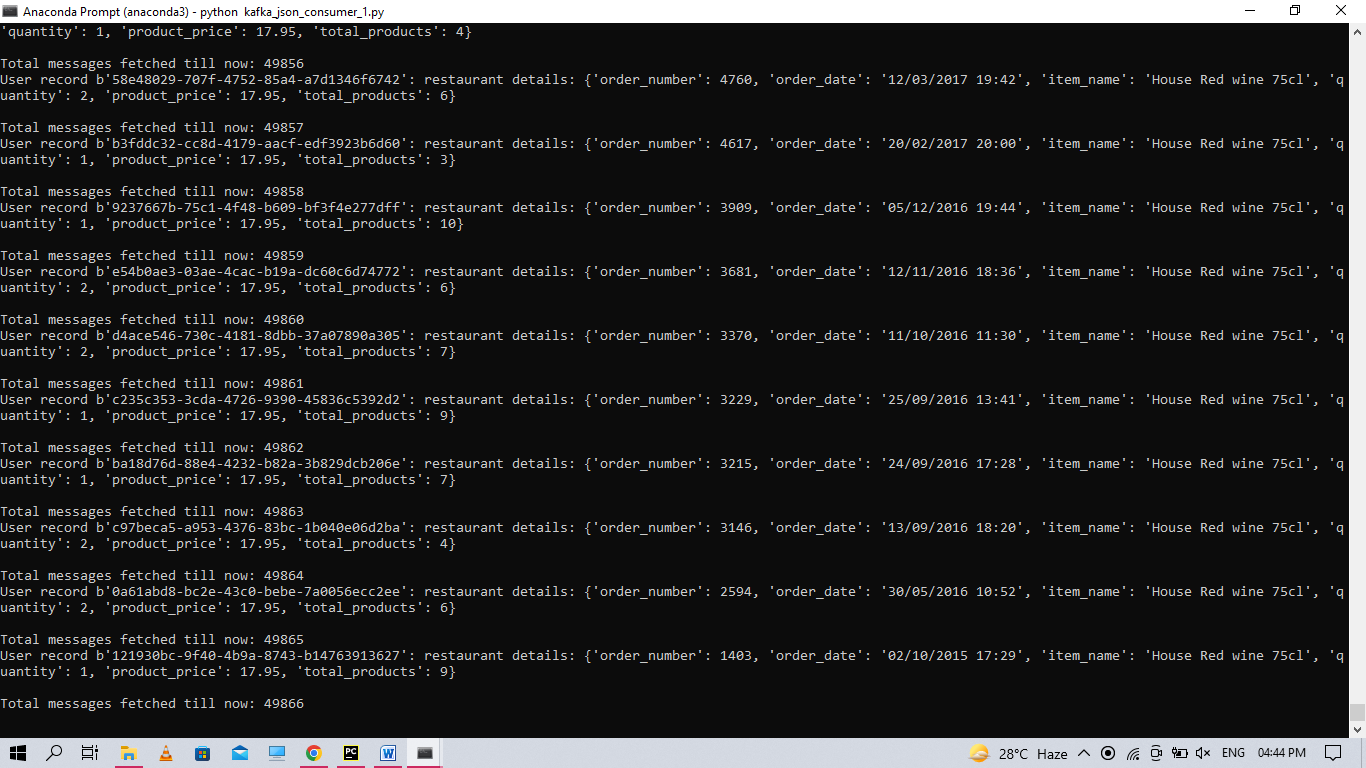 Anaconda Prompt (anaconda3) - python  kafka_json_consumer_1.py
'quantity': 1, 'product_price': 17.95, 'total_products': 4}
Total messages fetched till now: 49856
User record b'58e48029-707f-4752-85a4-a7d1346f6742': restaurant details: {'order_number': 4760, 'order_date': '12/03/2017 19:42', 'item_name': 'House Red wine 75cl', 'q
uantity': 2, 'product_price': 17.95, 'total_products': 6}
Total messages fetched till now: 49857
User record b'b3fddc32-cc8d-4179-aacf-edf3923b6d60': restaurant details: {'order_number': 4617, 'order_date': '20/02/2017 20:00', 'item_name': 'House Red wine 75cl', 'q
uantity': 1, 'product_price': 17.95, 'total_products': 3}
Total messages fetched till now: 49858
User record b'9237667b-75c1-4f48-b609-bf3f4e277dff': restaurant details: {'order_number': 3909, 'order_date': '05/12/2016 19:44', 'item_name': 'House Red wine 75cl', 'q
uantity': 1, 'product_price': 17.95, 'total_products': 10}
Total messages fetched till now: 49859
User record b'e54b0ae3-03ae-4cac-b19a-dc60c6d74772': restaurant details: {'order_number': 3681, 'order_date': '12/11/2016 18:36', 'item_name': 'House Red wine 75cl', 'q
uantity': 2, 'product_price': 17.95, 'total_products': 6}
Total messages fetched till now: 49860
User record b'd4ace546-730c-4181-8dbb-37a07890a305': restaurant details: {'order_number': 3370, 'order_date': '11/10/2016 11:30', 'item_name': 'House Red wine 75cl', 'q
uantity': 2, 'product_price': 17.95, 'total_products': 7}
Total messages fetched till now: 49861
User record b'c235c353-3cda-4726-9390-45836c5392d2': restaurant details: {'order_number': 3229, 'order_date': '25/09/2016 13:41', 'item_name': 'House Red wine 75cl', 'q
uantity': 1, 'product_price': 17.95, 'total_products': 9}
Total messages fetched till now: 49862
User record b'ba18d76d-88e4-4232-b82a-3b829dcb206e': restaurant details: {'order_number': 3215, 'order_date': '24/09/2016 17:28', 'item_name': 'House Red wine 75cl', 'q
uantity': 1, 'product_price': 17.95, 'total_products': 7}
Total messages fetched till now: 49863
User record b'c97beca5-a953-4376-83bc-1b040e06d2ba': restaurant details: {'order_number': 3146, 'order_date': '13/09/2016 18:20', 'item_name': 'House Red wine 75cl', 'q
uantity': 2, 'product_price': 17.95, 'total_products': 4}
Total messages fetched till now: 49864
User record b'0a61abd8-bc2e-43c0-bebe-7a0056ecc2ee': restaurant details: {'order_number': 2594, 'order_date': '30/05/2016 10:52', 'item_name': 'House Red wine 75cl', 'q
uantity': 2, 'product_price': 17.95, 'total_products': 6}
Total messages fetched till now: 49865
User record b'121930bc-9f40-4b9a-8743-b14763913627': restaurant details: {'order_number': 1403, 'order_date': '02/10/2015 17:29', 'item_name': 'House Red wine 75cl', 'q
uantity': 1, 'product_price': 17.95, 'total_products': 9}
Total messages fetched till now: 49866
PC W 28°C Haze ENG 04:44 PM